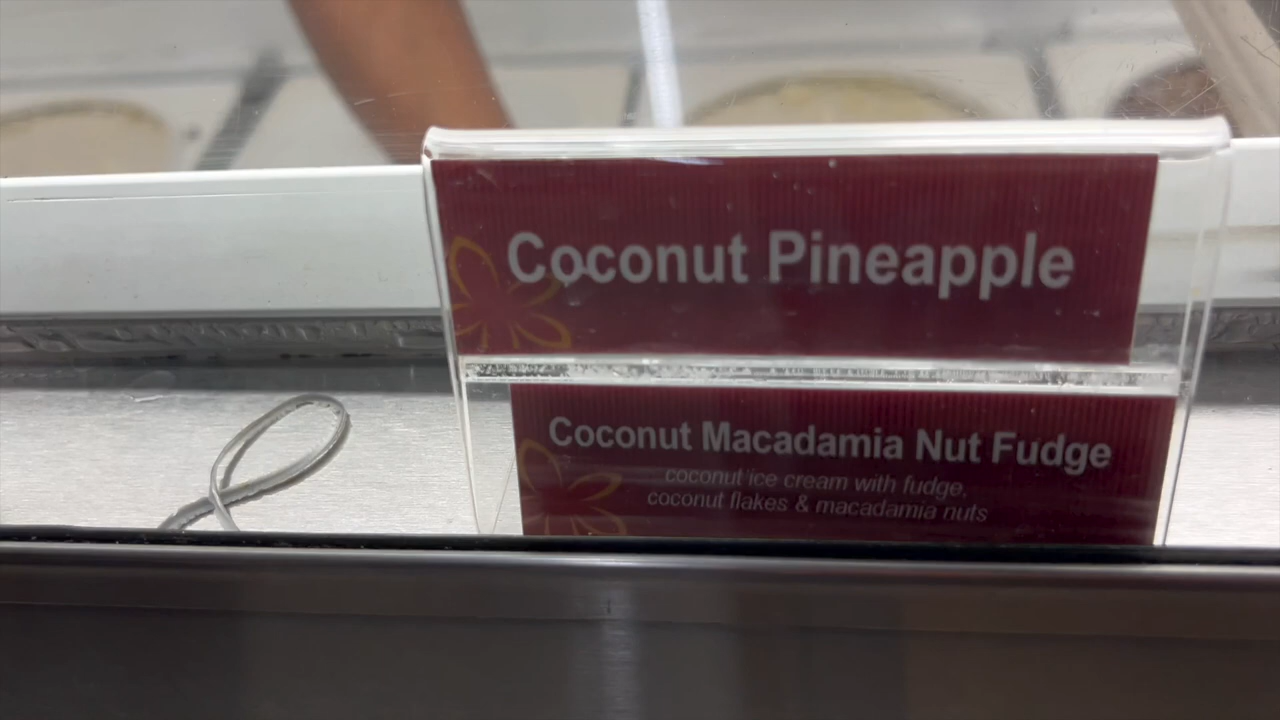 Coconut Pineapple
Coconut Macadamia Nut Fudge
coconut ice cream with fudge,
coconut flakes & macadamia nuts